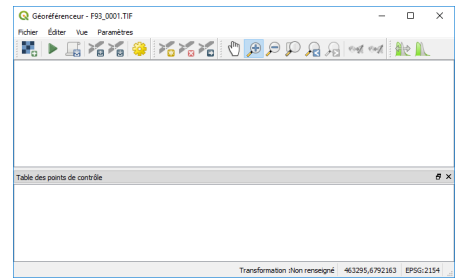 Géoréférenceur - F93_0001.TIF
Fichier Éditer Vue Paramètres
Table des points de contrôle
Transformation :Non renseigné 463295,6792163 EPSG:2154